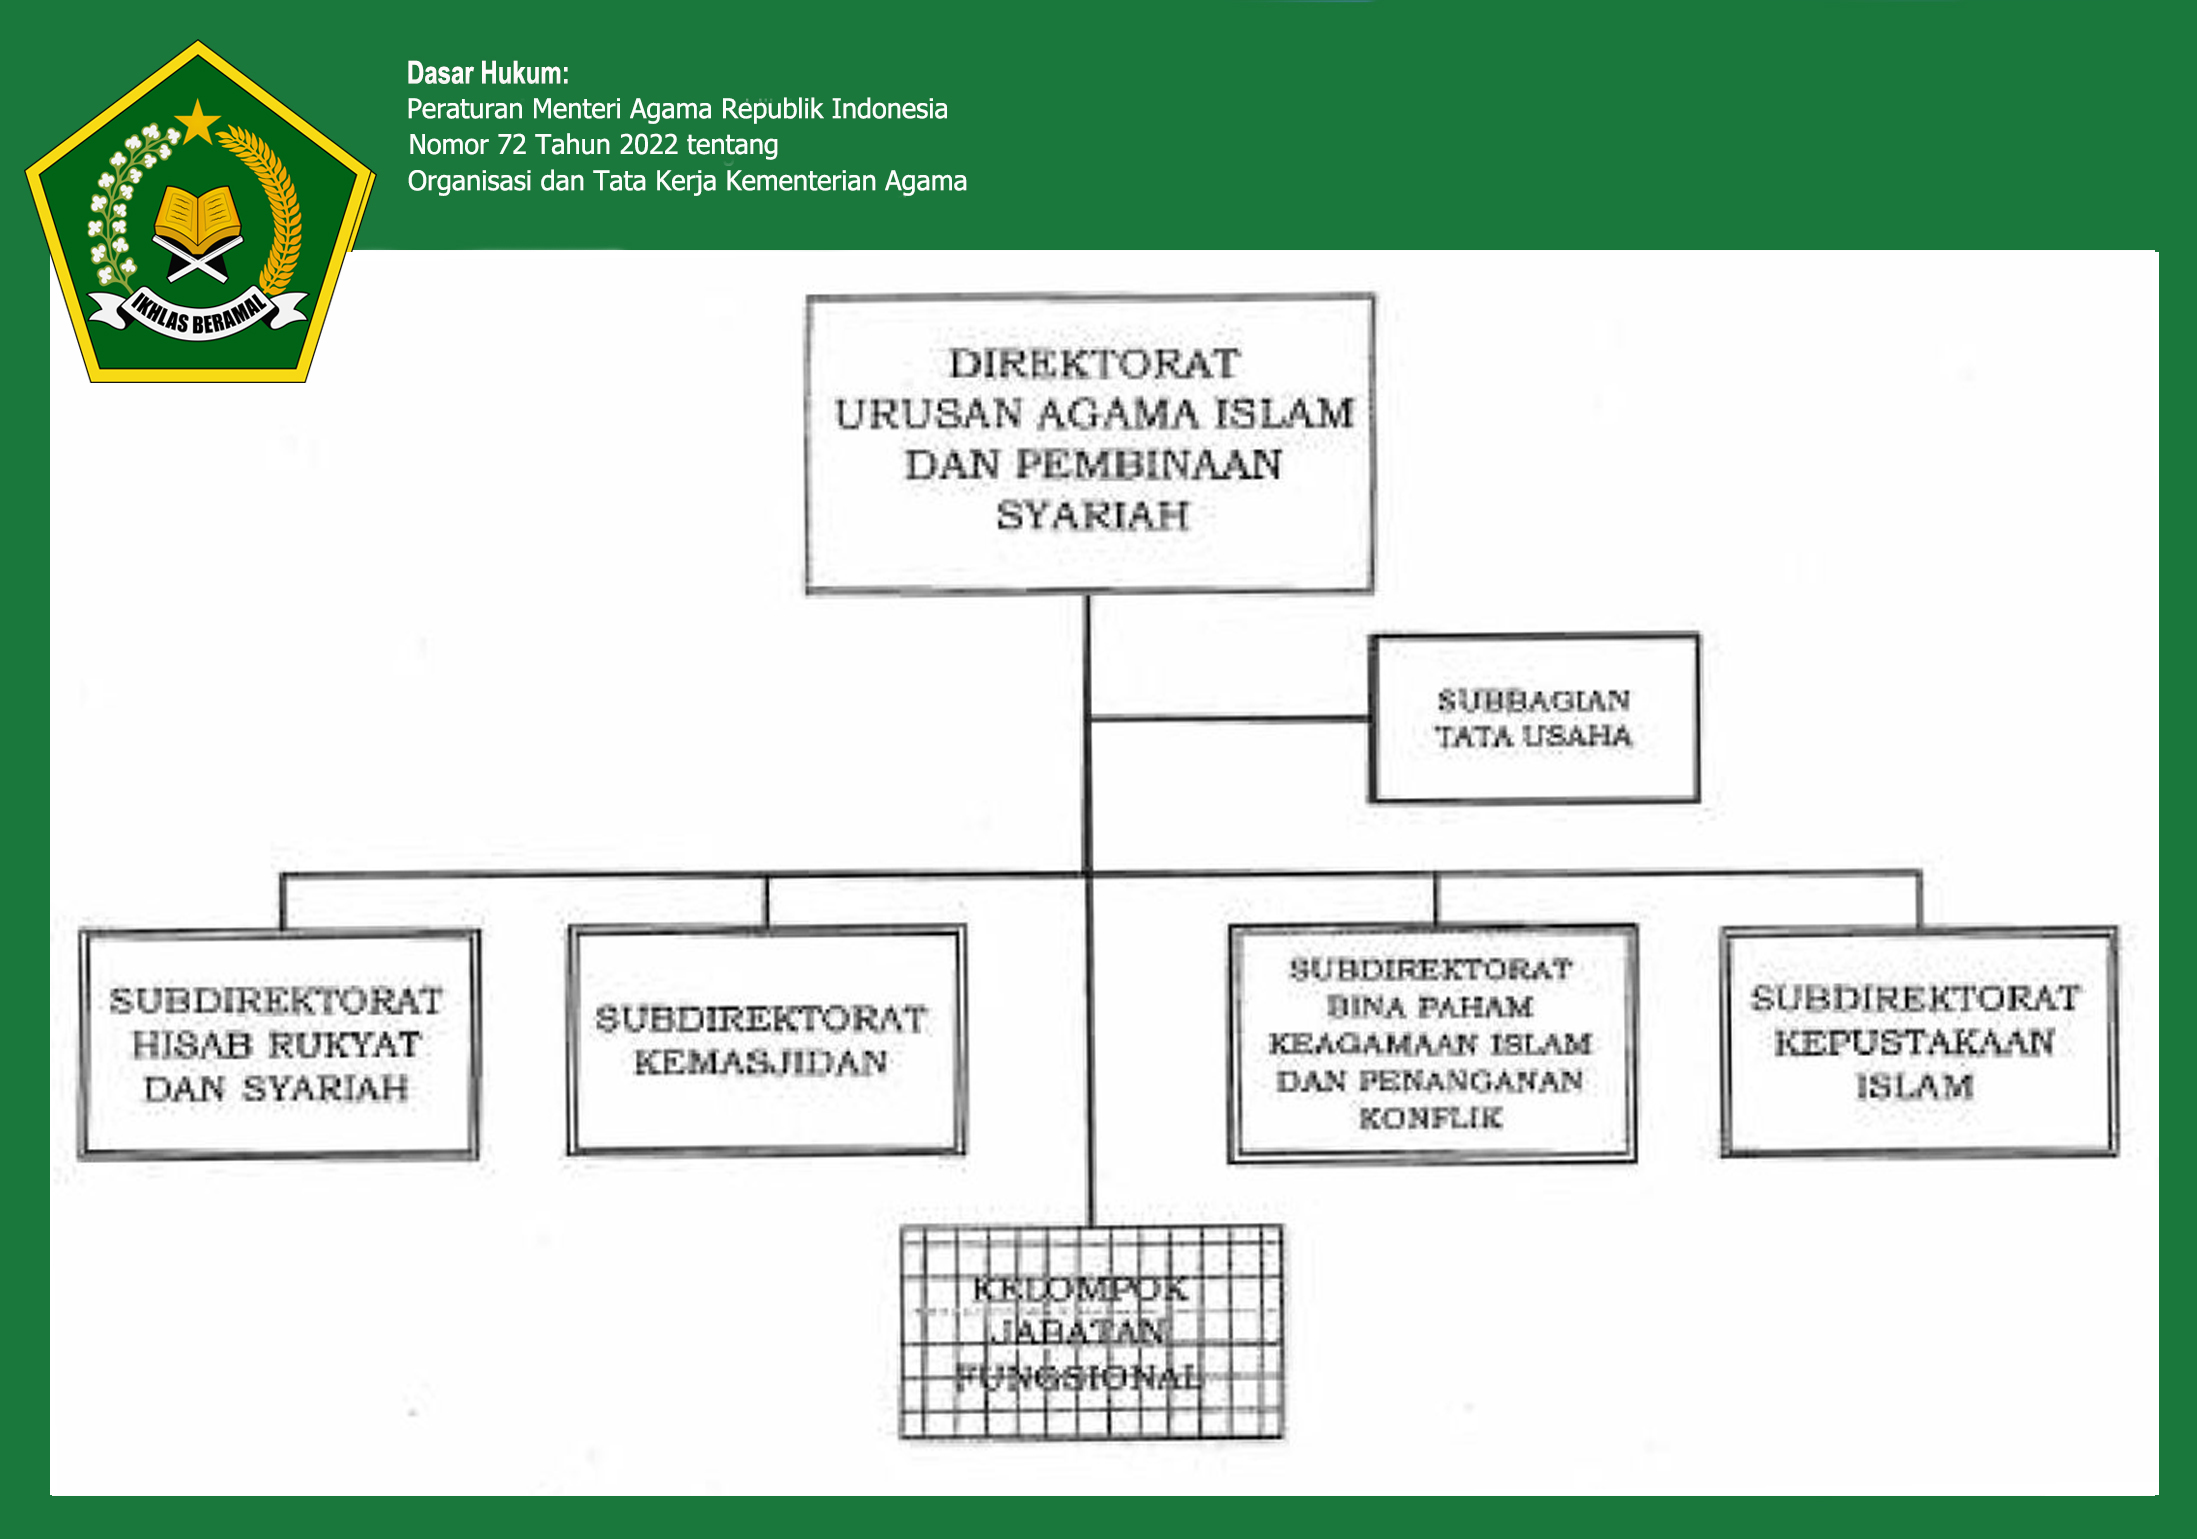 Dasar Hukum:
Peraturan Menteri Agama Republik Indonesia
Nomor 72 Tahun 2022 tentang
Organisasi dan Tata Kerja Kementerian Agama
IKHLAS BERAMAL
DIREKTORAT
URUSAN AGAMA ISLAM
DAN PEMBINAAN
SYARIAH
SUBBAGIAN
TATA USAHA
SUBDIREKTORAT
HISAB RUKYAT
DAN SYARIAH
SUBDIREKTORAT
KEMASJIDAN
SUBDIREKTORAT
BINA PAHAM
KEAGAMAAN ISLAM
DAN PENANGANAN
KONFLIK
SUBDIREKTORAT
KEPUSTAKAAN
ISLAM
KELOMPOK
JABATAN
FUNGSIONAL